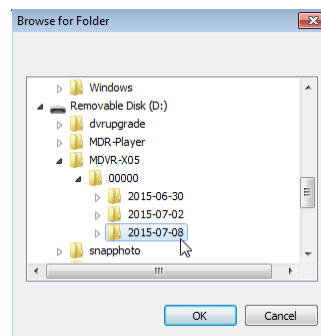 Browse for Folder
Windows
Removable Disk (D:)
dvrupgrade
MDR-Player
MDVR-X05
00000
2015-06-30
2015-07-02
2015-07-08
snapphoto
OK
Cancel